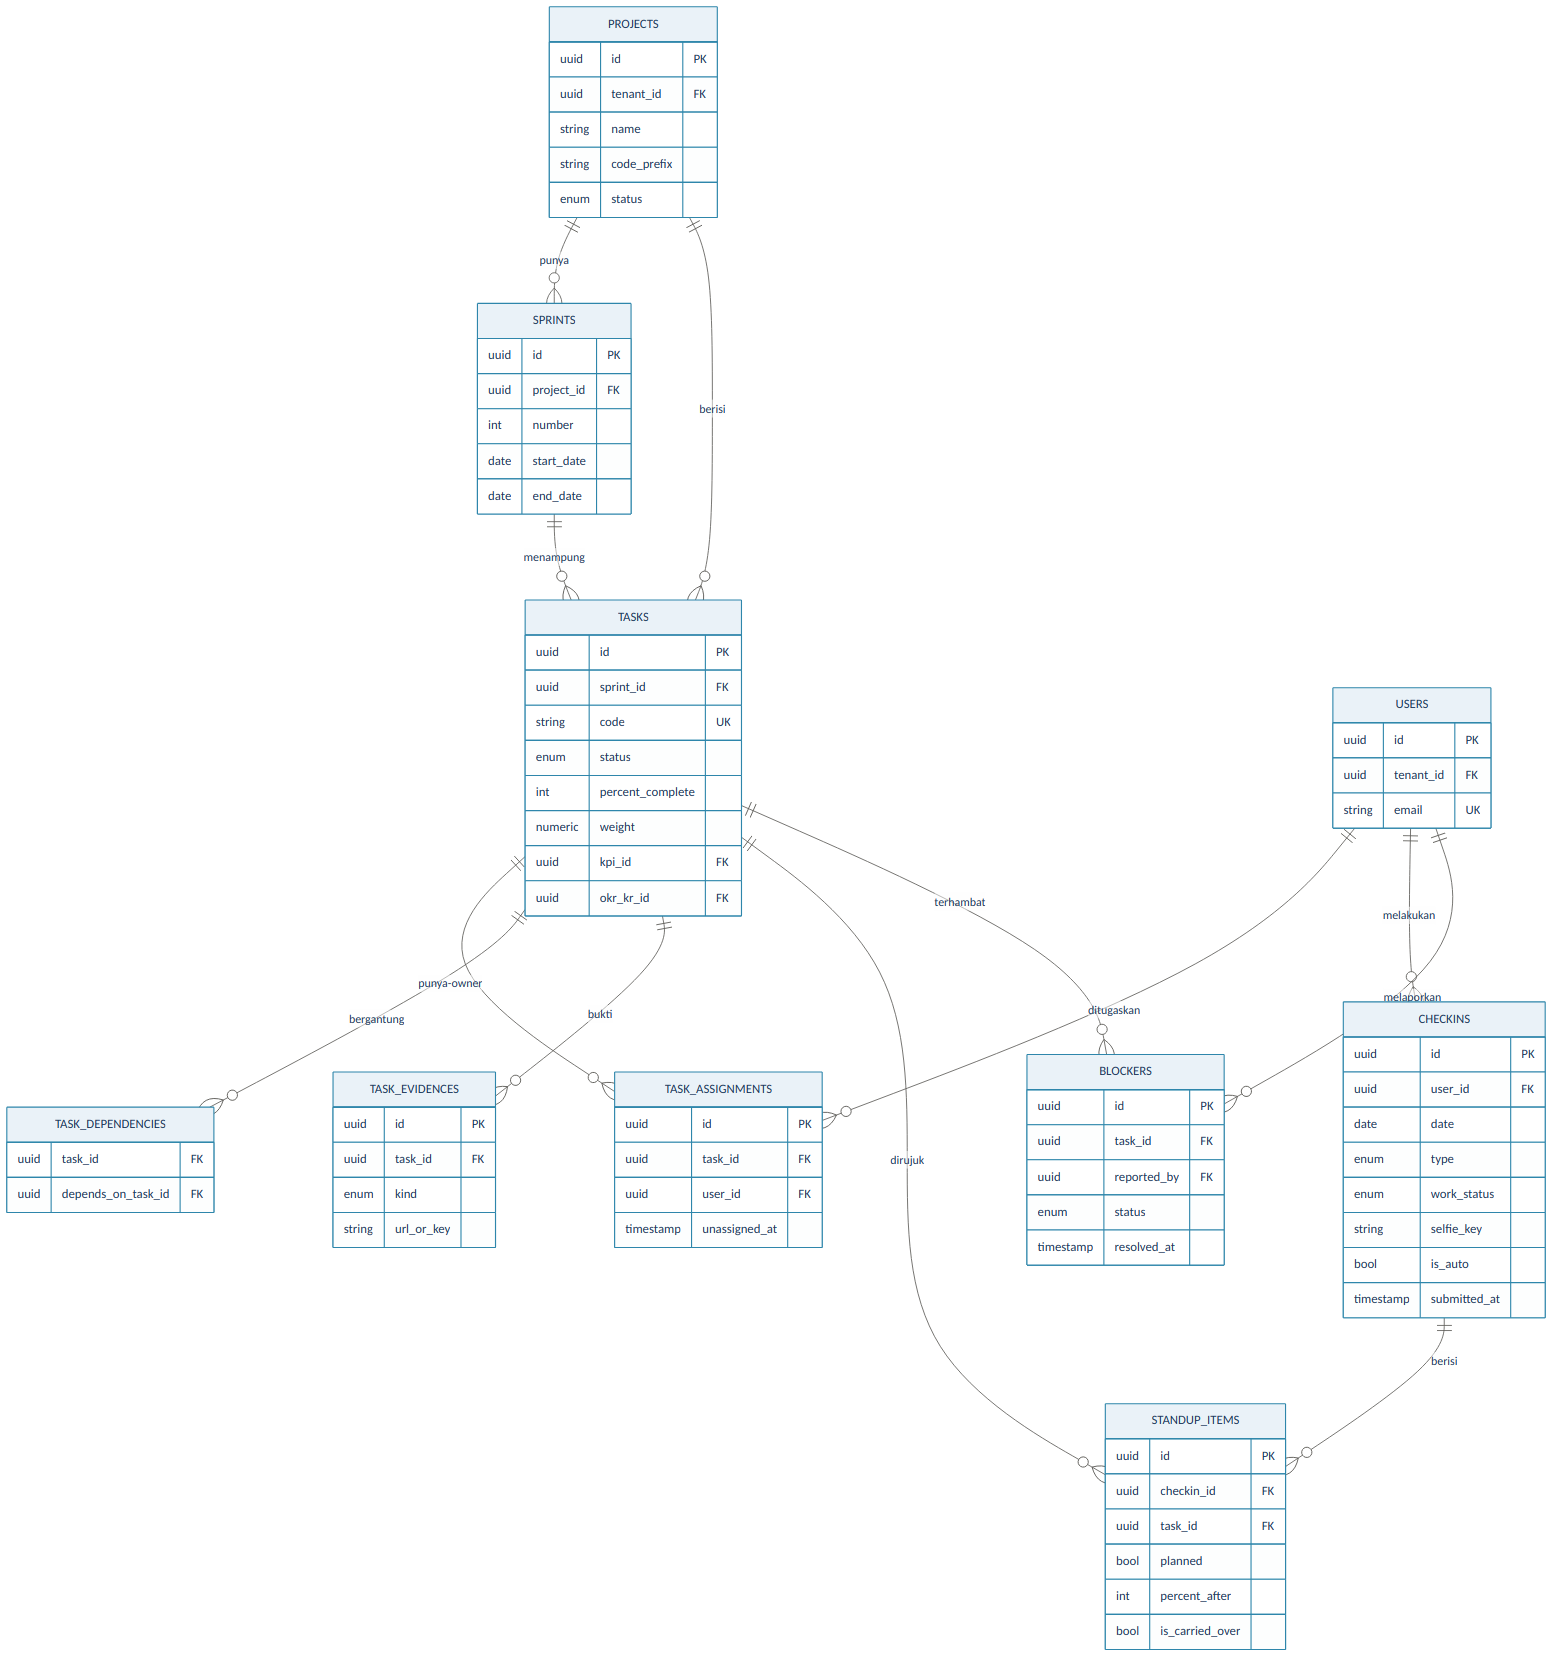 PROJECTS
uuid id PK
uuid tenant_id FK
string name
string code_prefix
enum status
punya
SPRINTS
uuid id PK
uuid project_id FK
int number
date start_date
date end_date
berisi
menampung
TASKS
uuid id PK
uuid sprint_id FK
string code UK
enum status
int percent_complete
numeric weight
uuid kpi_id FK
uuid okr_kr_id FK
USERS
uuid id PK
uuid tenant_id FK
string email UK
terhambat
melakukan
punya-owner
bergantung
bukti
ditugaskan
melaporkan
TASK_DEPENDENCIES
uuid task_id FK
uuid depends_on_task_id FK
TASK_EVIDENCES
uuid id PK
uuid task_id FK
enum kind
string url_or_key
TASK_ASSIGNMENTS
uuid id PK
uuid task_id FK
uuid user_id FK
timestamp unassigned_at
dirujuk
BLOCKERS
uuid id PK
uuid task_id FK
uuid reported_by FK
enum status
timestamp resolved_at
CHECKINS
uuid id PK
uuid user_id FK
date date
enum type
enum work_status
string selfie_key
bool is_auto
timestamp submitted_at
berisi
STANDUP_ITEMS
uuid id PK
uuid checkin_id FK
uuid task_id FK
bool planned
int percent_after
bool is_carried_over